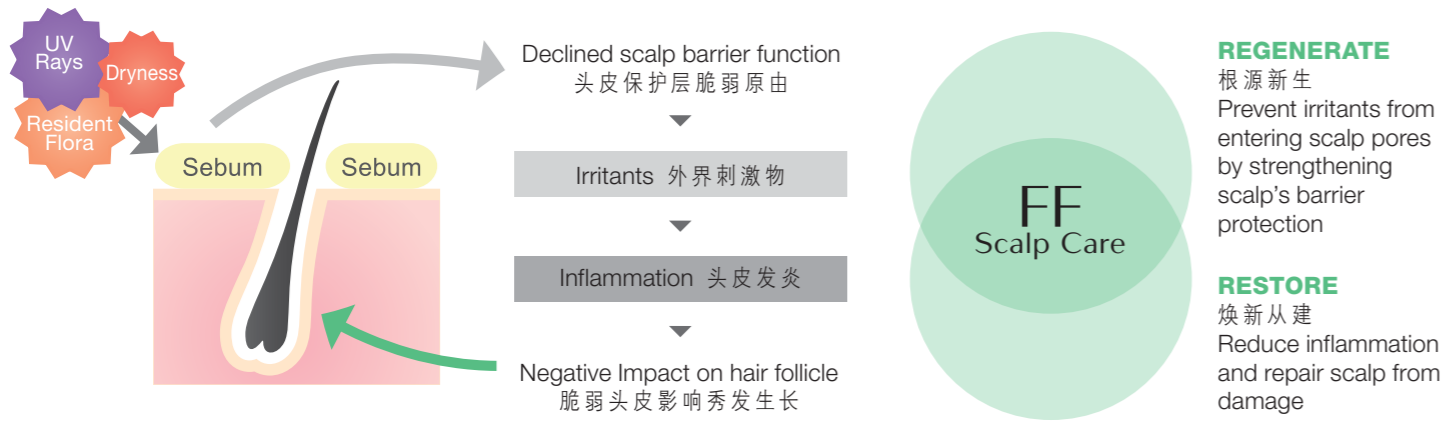 UV
Rays
Dryness
Resident
Flora
Sebum
Sebum
Declined scalp barrier function
头皮保护层脆弱原由
Irritants 外界刺激物
Inflammation 头皮发炎
Negative Impact on hair follicle
脆弱头皮影响秀发生长
FF
Scalp Care
REGENERATE
根源新生
Prevent irritants from
entering scalp pores
by strengthening
scalp’s barrier
protection
RESTORE
焕新从建
Reduce inflammation
and repair scalp from
damage